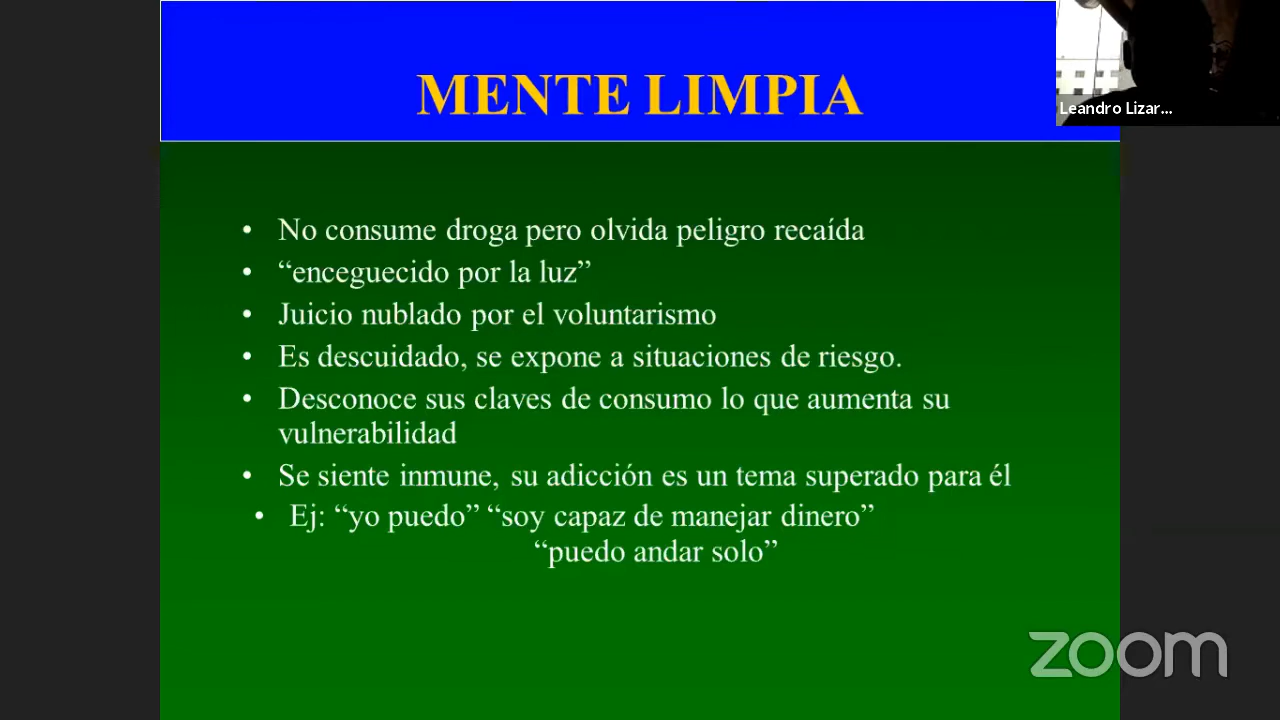 MENTE LIMPIA
Leandro Lizar...
• No consume droga pero olvida peligro recaída
• “enceguecido por la luz”
• Juicio nublado por el voluntarismo
• Es descuidado, se expone a situaciones de riesgo.
• Desconoce sus claves de consumo lo que aumenta su
vulnerabilidad
• Se siente inmune, su adicción es un tema superado para él
• Ej: “yo puedo” “soy capaz de manejar dinero”
“puedo andar solo”
zoom